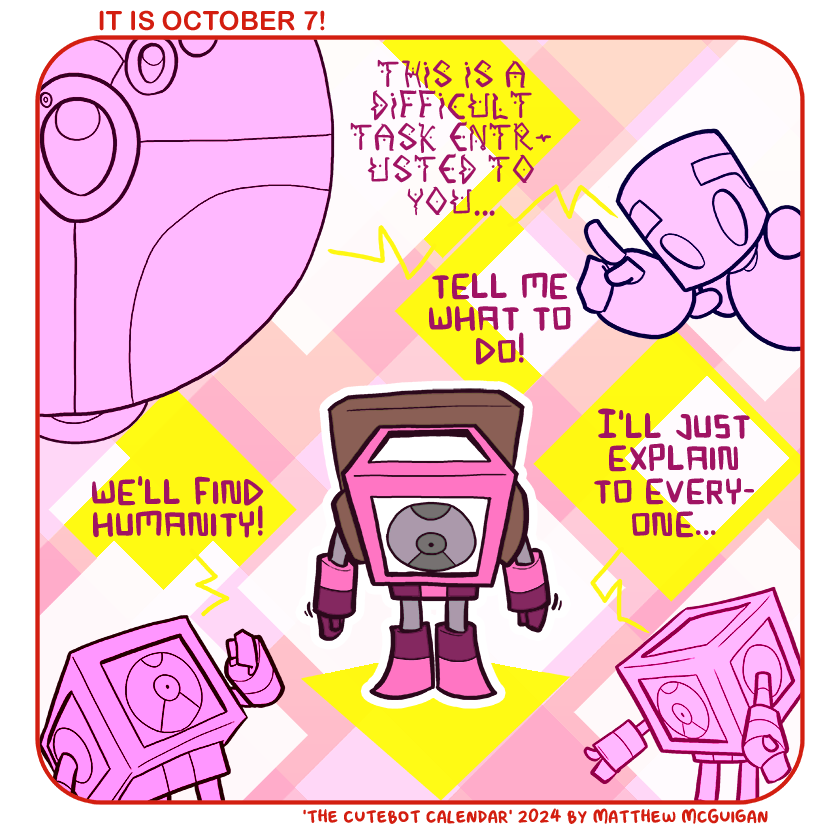 IT IS OCTOBER 7!
THIS IS A
DIFFICULT
TASK ENTR-
USTED TO
YOU...
TELL ME
WHAT TO
DO!
I'LL JUST
EXPLAIN
TO EVERY-
ONE...
WE'LL FIND
HUMANITY!
'THE CUTEBOT CALENDAR' 2024 BY MATTHEW MCGUIGAN